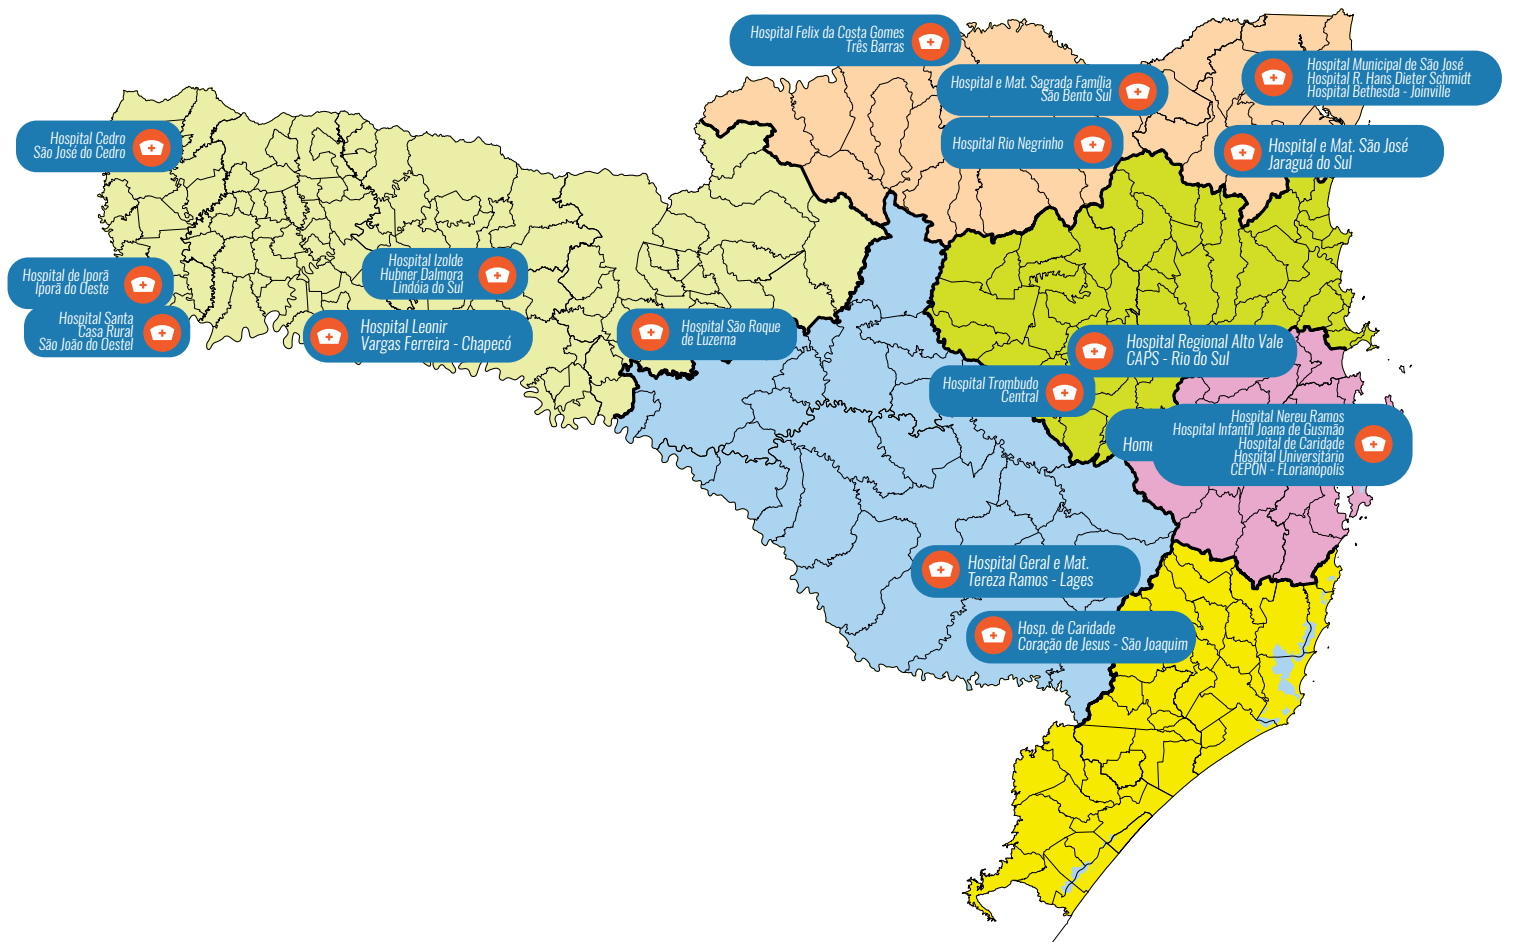 Hospital Felix da Costa Gomes
Três Barras
Hospital e Mat. Sagrada Família
São Bento Sul
Hospital Municipal de São José
Hospital R. Hans Dieter Schmidt
Hospital Bethesda - Joinville
Hospital Cedro
São José do Cedro
Hospital Rio Negrinho
Hospital e Mat. São José
Jaraguá do Sul
Hospital de Iporã
Iporã do Oeste
Hospital Izolde
Hubner Dalmora
Lindóia do Sul
Hospital Santa
Casa Rural
São João do Oestel
Hospital Leonir
Vargas Ferreira - Chapecó
Hospital São Roque
de Luzerna
Hospital Regional Alto Vale
CAPS - Rio do Sul
Hospital Trombudo
Central
Hospital Nereu Ramos
Hospital Infantil Joana de Gusmão
Hospital de Caridade
Hospital Universitário
CEPON - FLorianópolis
Hospital Geral e Mat.
Tereza Ramos - Lages
Hosp. de Caridade
Coração de Jesus - São Joaquim